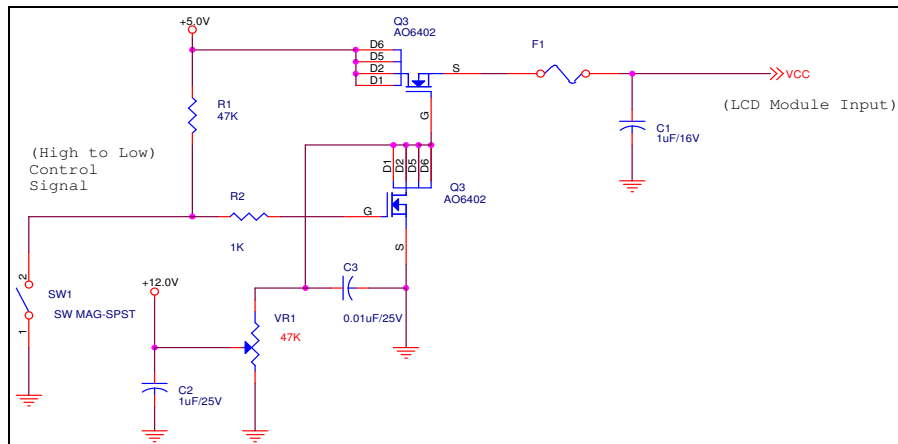 +5.0V
Q3
AO6402
D6
D5
D2
D1
S
G
F1
VCC
(LCD Module Input)
C1
1uF/16V
R1
47K
(High to Low)
Control
Signal
D1
D2
D5
D6
Q3
AO6402
G
S
R2
1K
+12.0V
C3
0.01uF/25V
2
SW1
SW MAG-SPST
1
VR1
47K
C2
1uF/25V